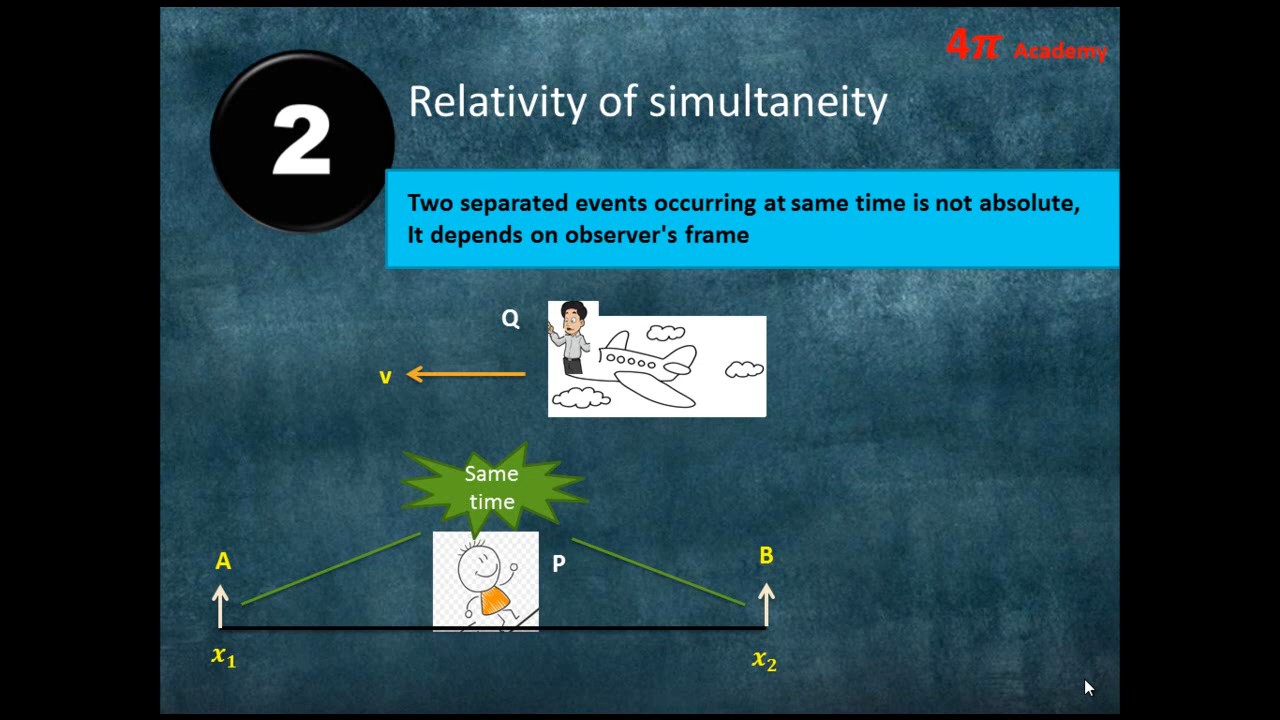 4π Academy
2
Relativity of simultaneity
Two separated events occurring at same time is not absolute,
It depends on observer's frame
Q
v
Same
time
A
P
B
x₁
x₂